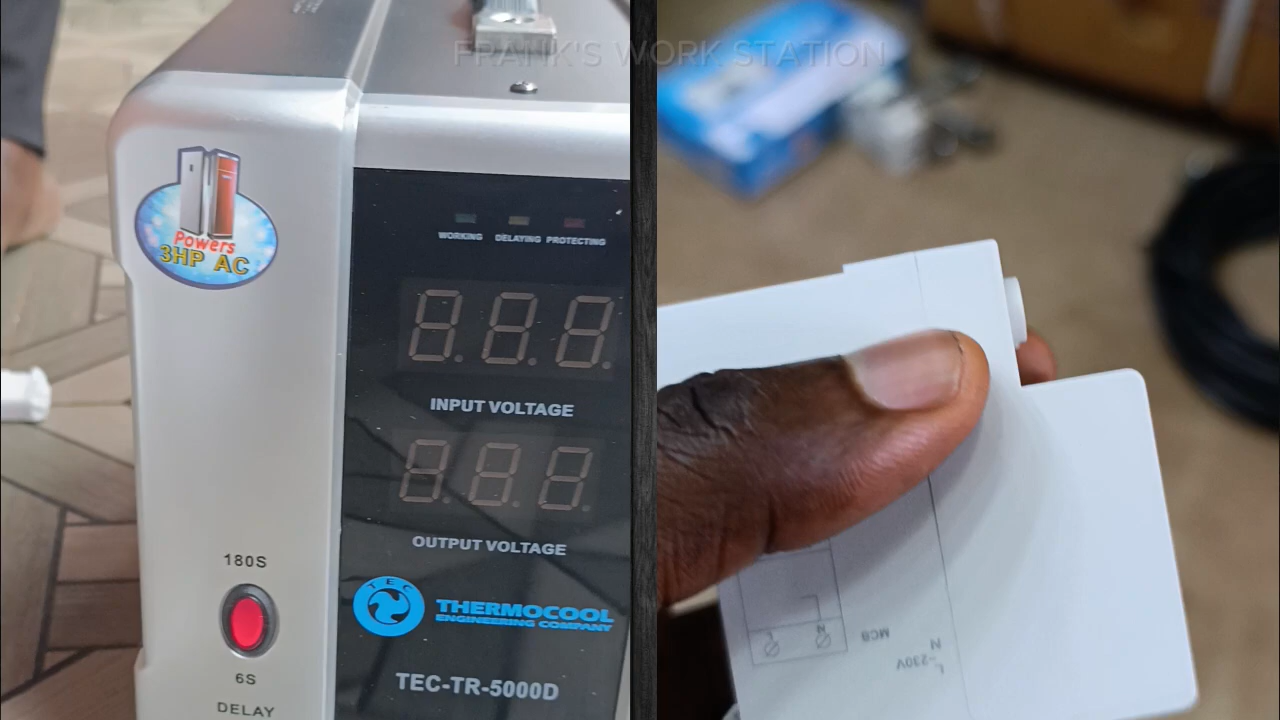 FRANK'S WORK STATION
Powers
3HP AC
WORKING DELAYING PROTECTING
INPUT VOLTAGE
OUTPUT VOLTAGE
TEC
THERMOCOOL
ENGINEERING COMPANY
TEC-TR-5000D
180S
6S
DELAY
L~230V
N
MCB
N
L